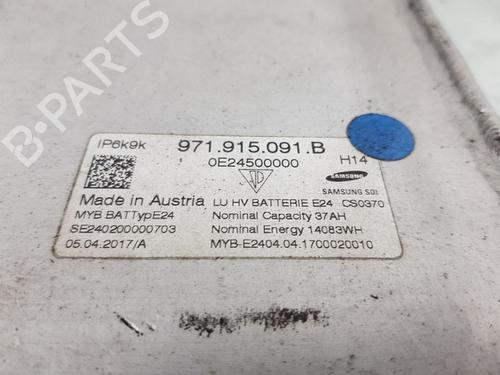 IP6k9k
971.915.091.B
0E24500000
H14
SAMSUNG
SAMSUNG SDI
Made in Austria LU HV BATTERIE E24 CS0370
MYB BATTypE24 Nominal Capacity 37AH
SE240200000703 Nominal Energy 14083WH
05.04.2017/A MYB-E2404.04.1700020010
B-PARTS